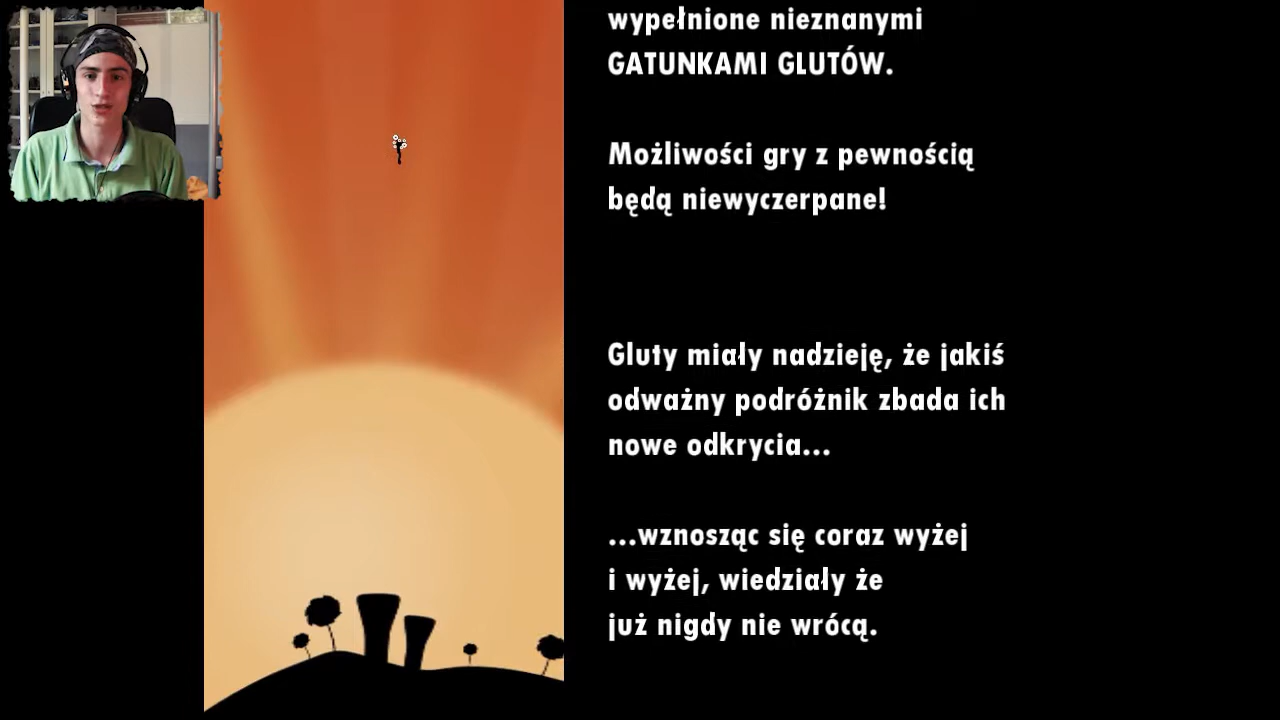 wypełnione nieznanymi
GATUNKAMI GLUTÓW.
Możliwości gry z pewnością
będą niewyczerpane!
Gluty miały nadzieję, że jakiś
odważny podróżnik zbada ich
nowe odkrycia...
...wznosząc się coraz wyżej
i wyżej, wiedziały że
już nigdy nie wrócą.